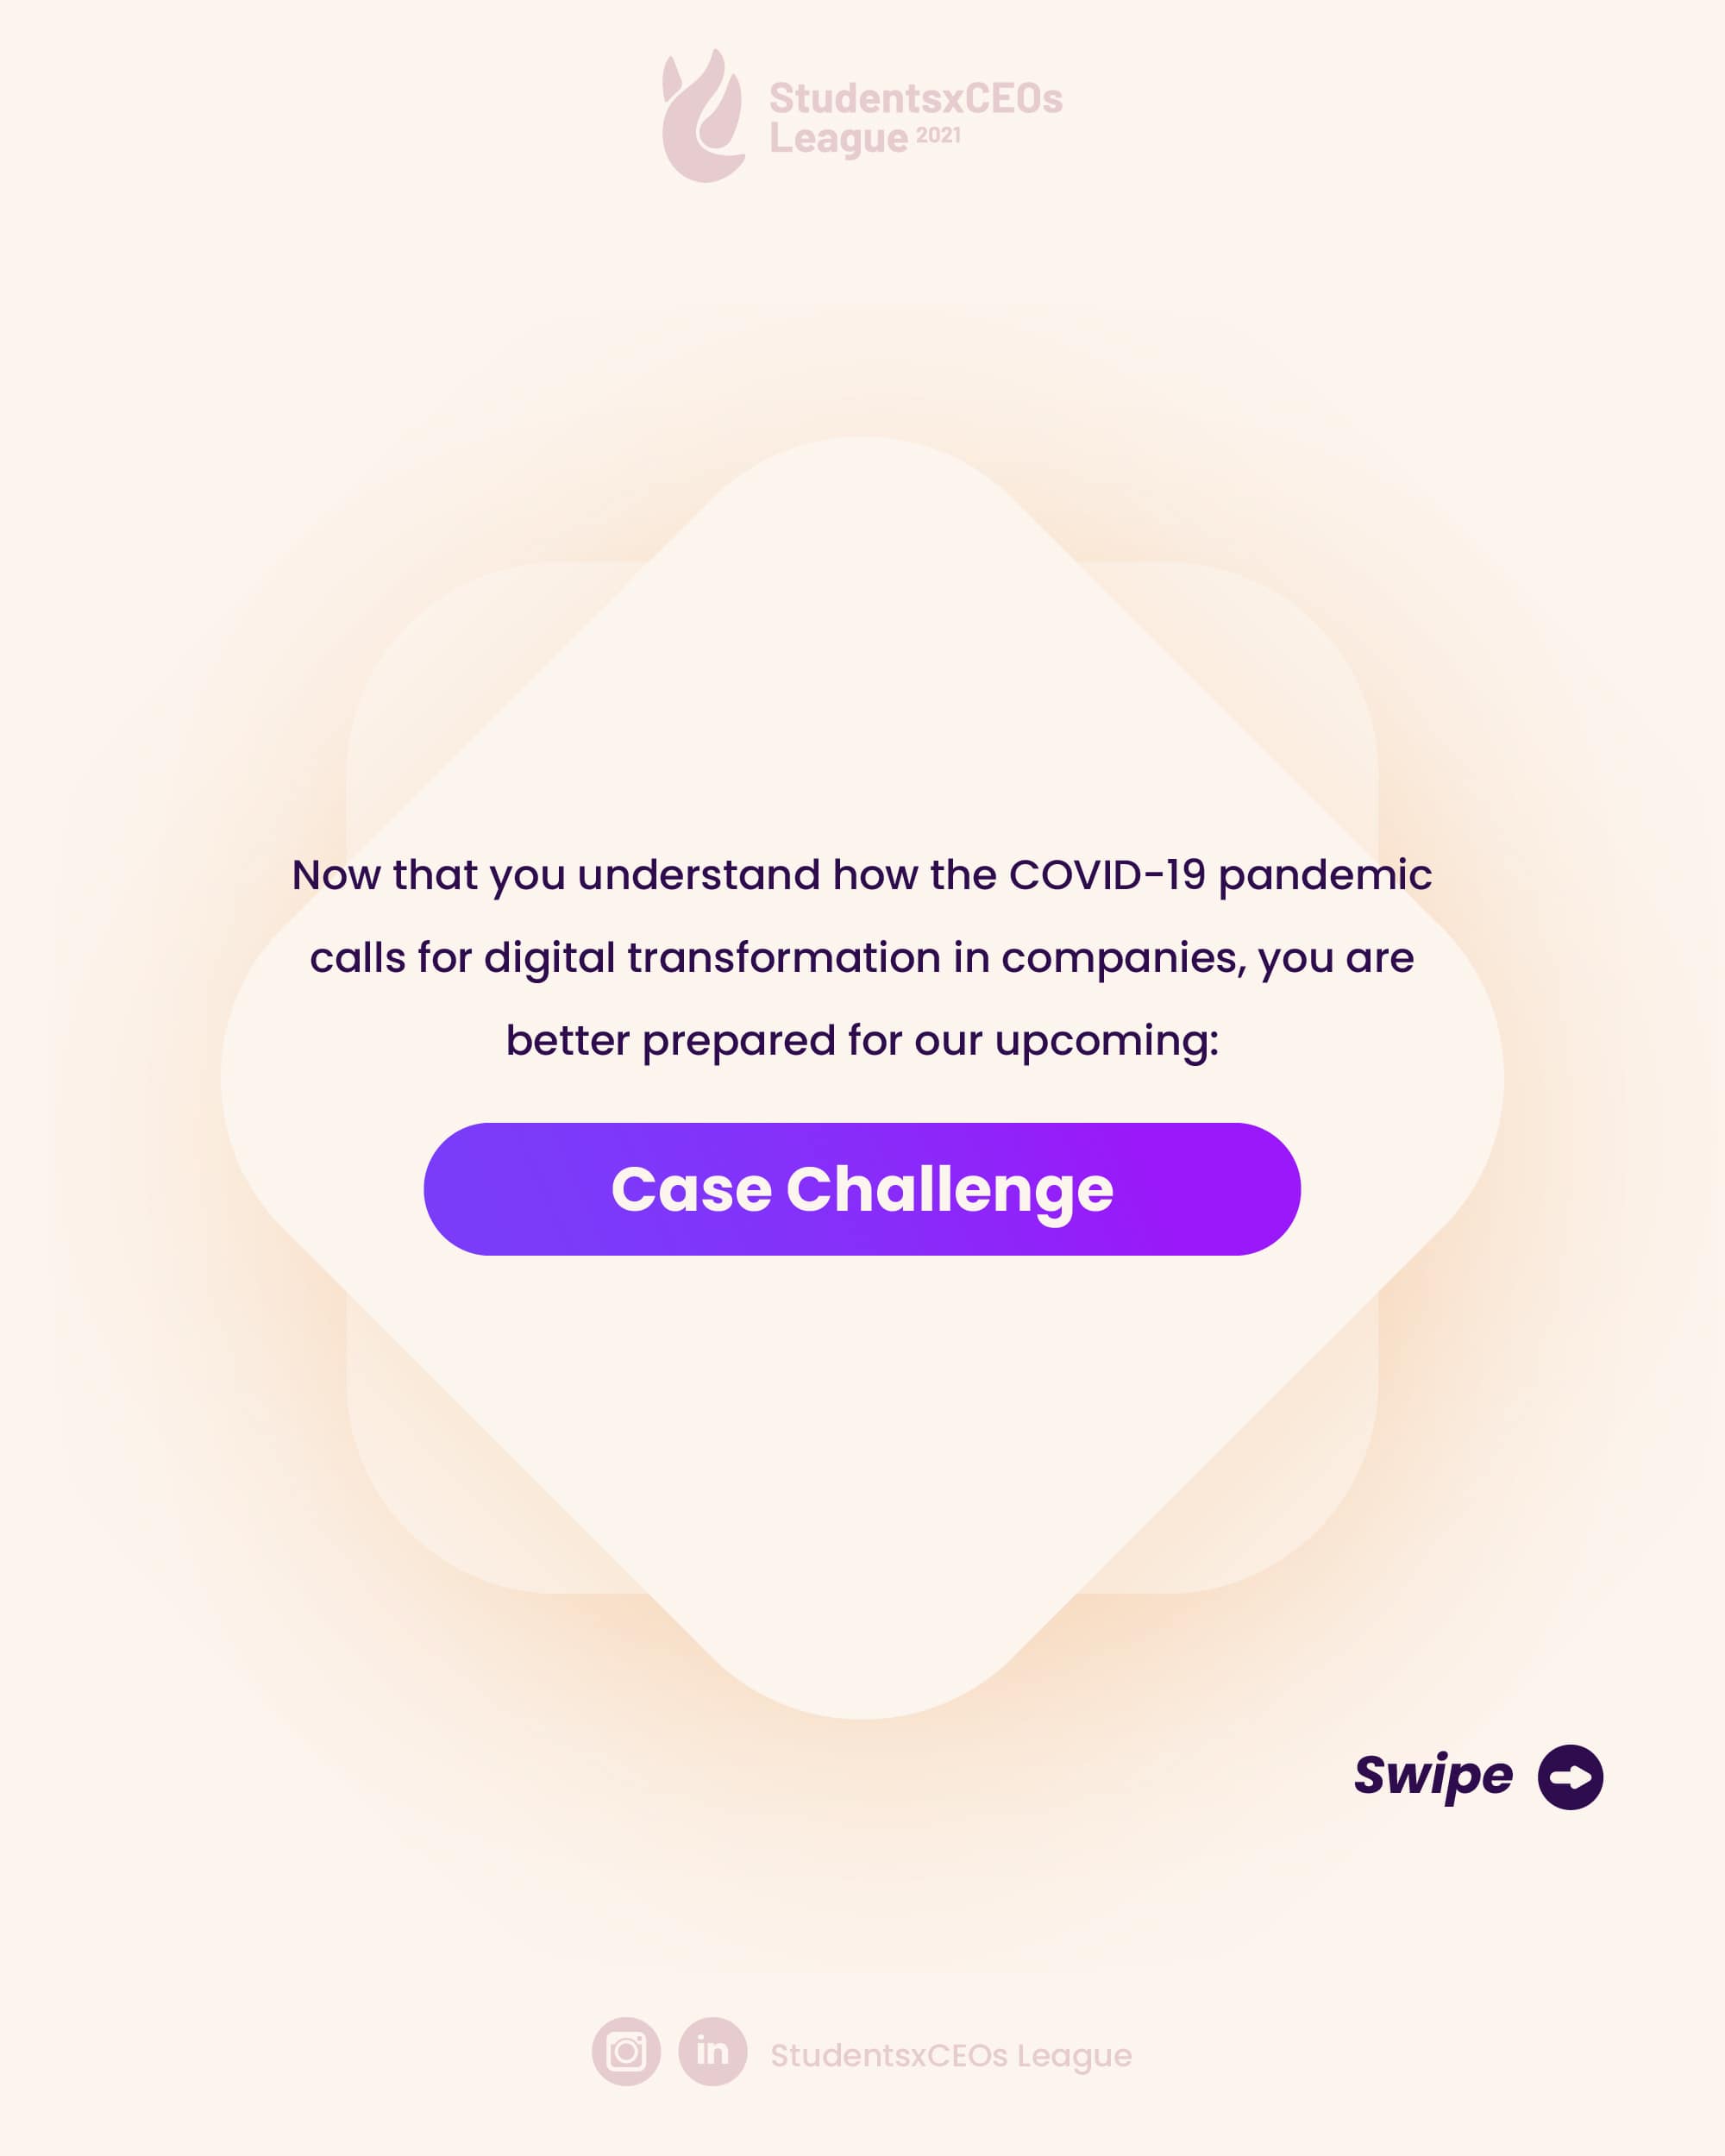 StudentsxCEOs
League 2021
Now that you understand how the COVID-19 pandemic
calls for digital transformation in companies, you are
better prepared for our upcoming:
Case Challenge
Swipe
in StudentsxCEOs League